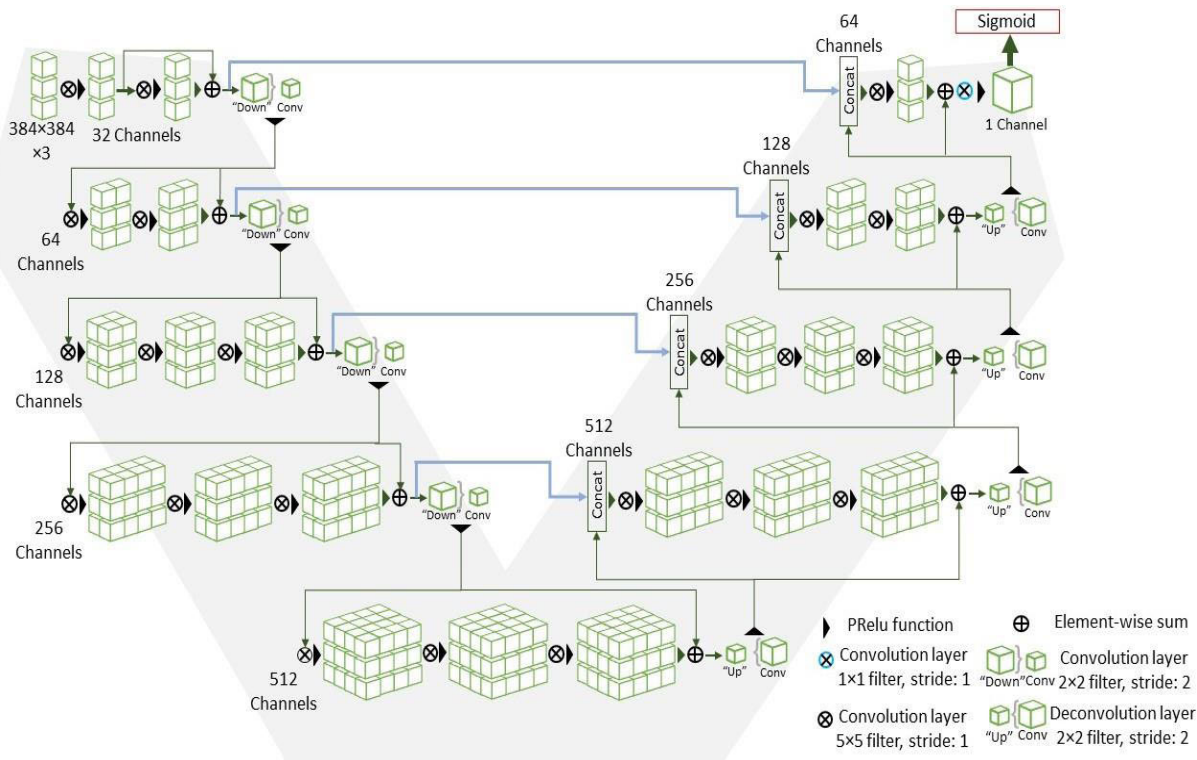 64
Channels
Sigmoid
Concat
"Down"
Conv
384×384
×3
32 Channels
1 Channel
128
Channels
Concat
64
Channels
"Down"
Conv
"Up"
Conv
256
Channels
Concat
128
Channels
"Down"
Conv
"Up"
Conv
512
Channels
Concat
256
Channels
"Down"
Conv
"Up"
Conv
512
Channels
"Up"
Conv
PRelu function
Element-wise sum
Convolution layer
1×1 filter, stride: 1
"Down"
Conv
Convolution layer
2×2 filter, stride: 2
Convolution layer
5×5 filter, stride: 1
"Up"
Conv
Deconvolution layer
2×2 filter, stride: 2